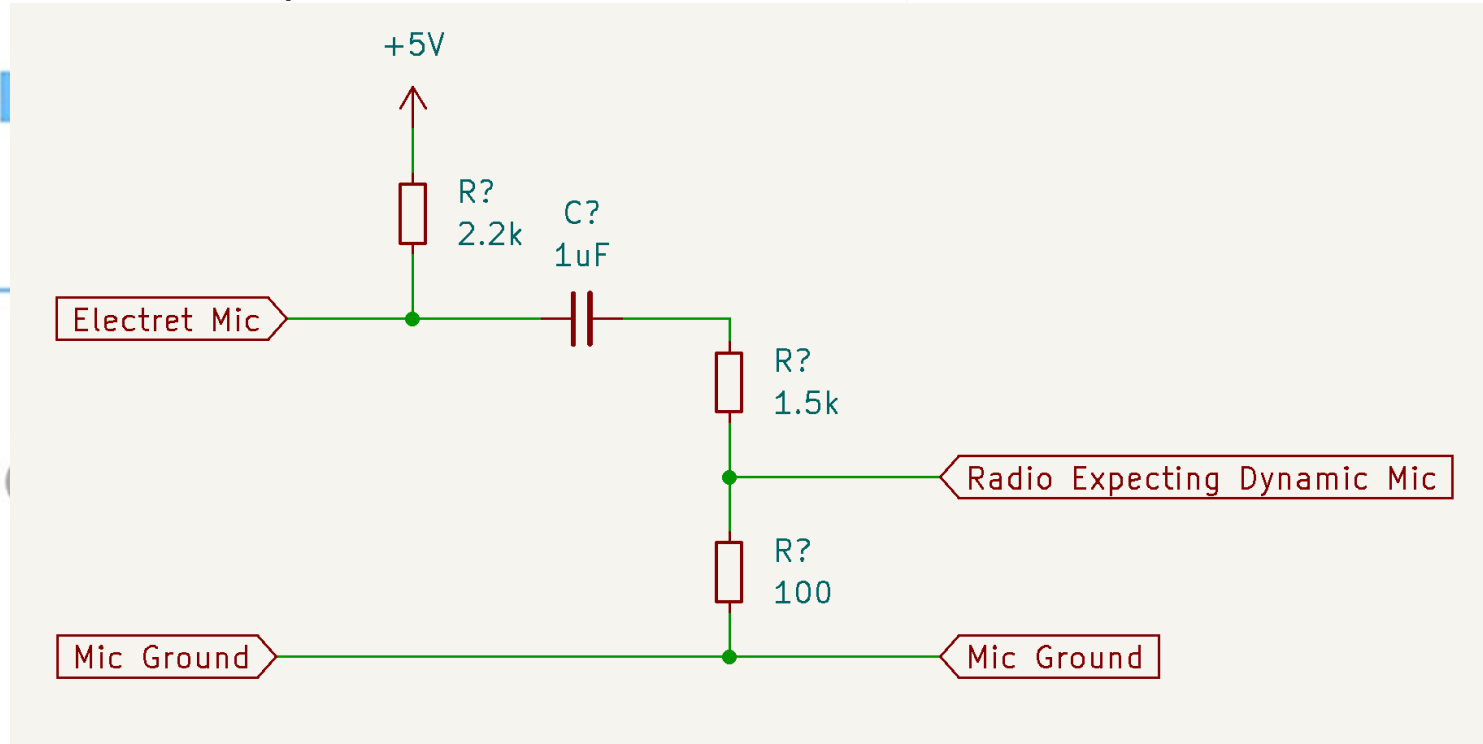 +5V
R?
2.2k
C?
1uF
Electret Mic
R?
1.5k
Radio Expecting Dynamic Mic
R?
100
Mic Ground
Mic Ground